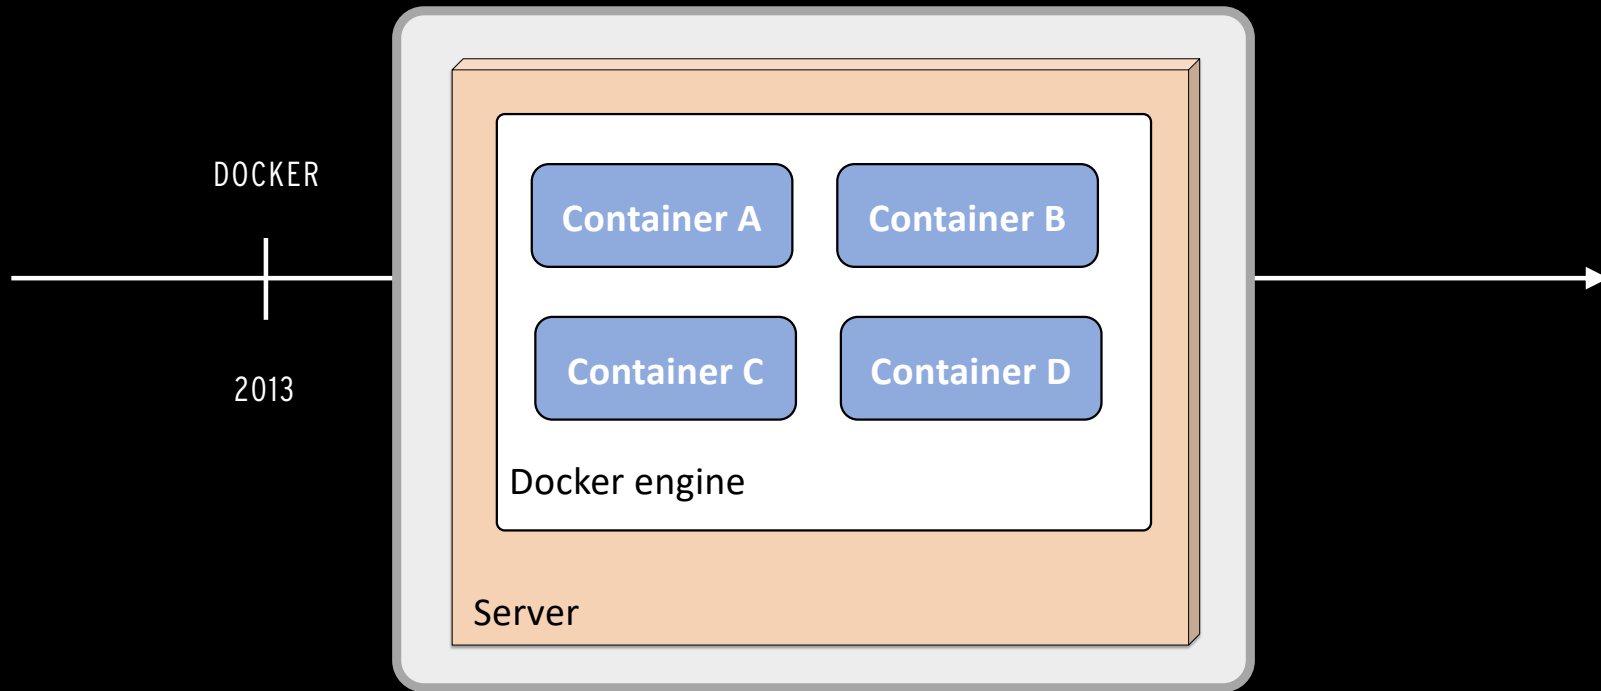 DOCKER
2013
Container A
Container B
Container C
Container D
Docker engine
Server